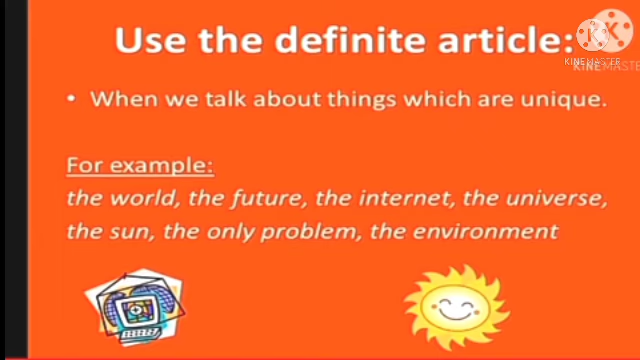 Use the definite article:
KINEMASTER
KINEMASTER
• When we talk about things which are unique.
For example:
the world, the future, the internet, the universe,
the sun, the only problem, the environment